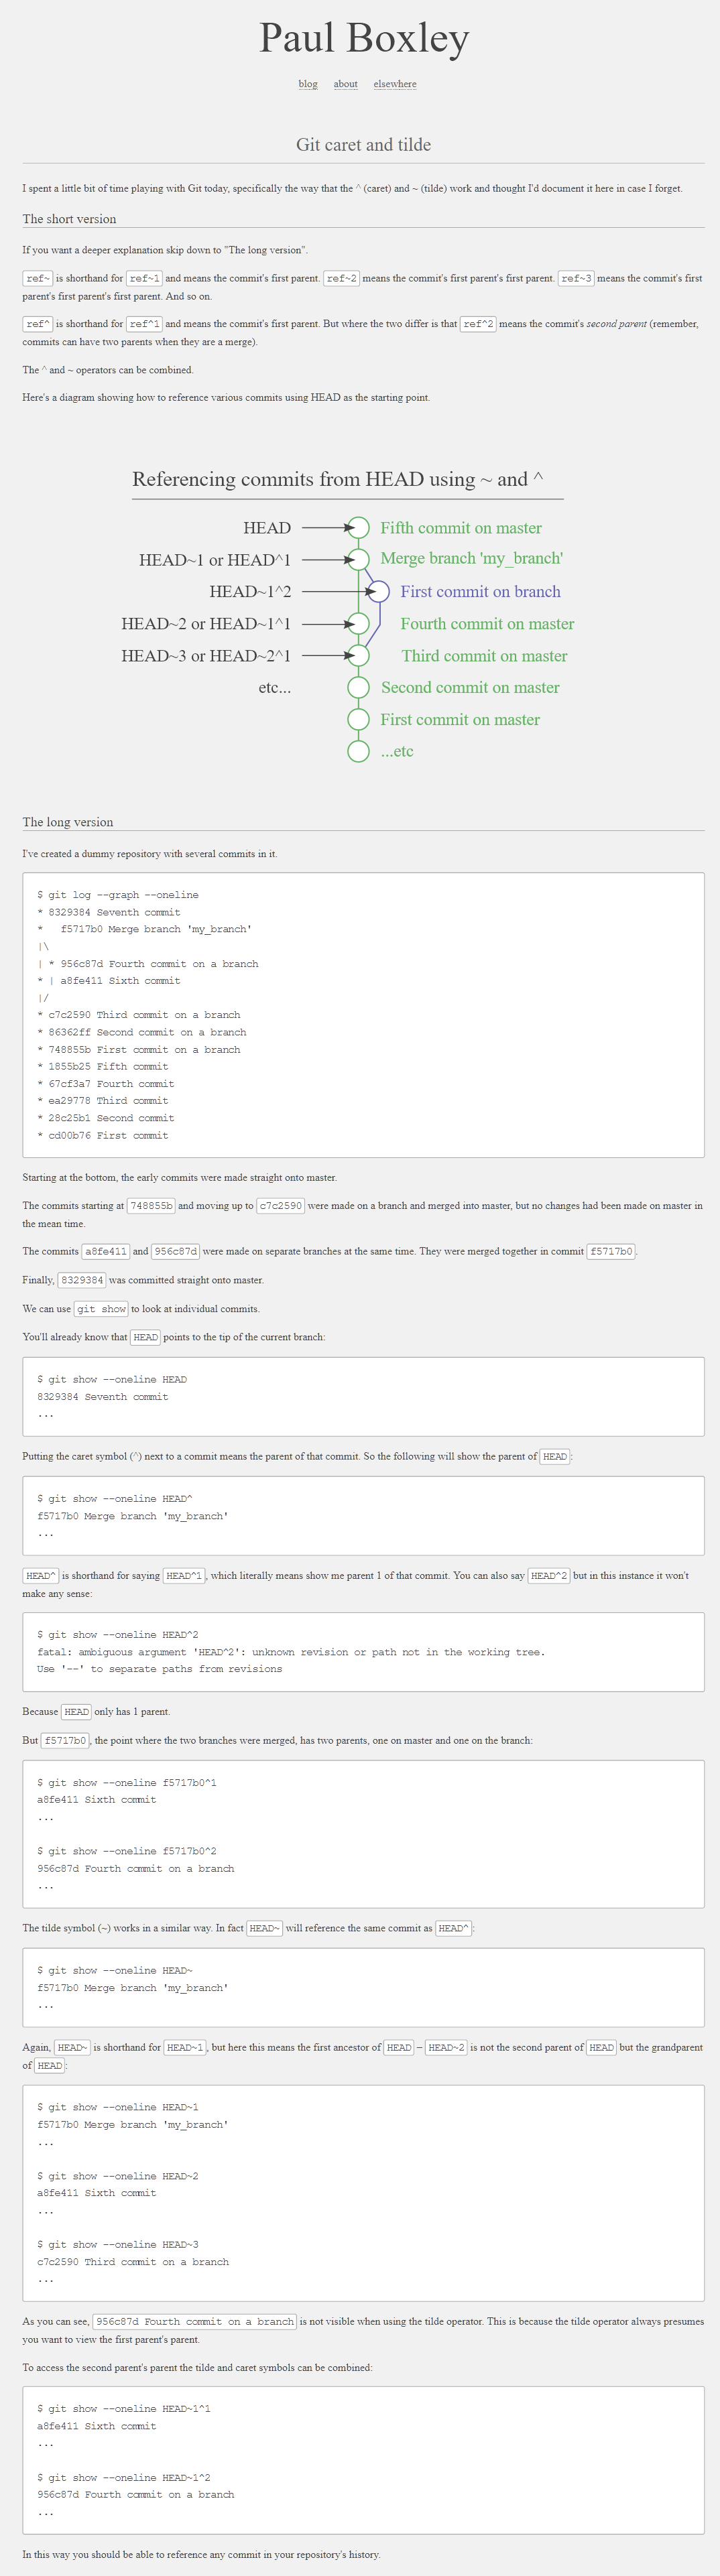 Paul Boxley
blog about elsewhere
Git caret and tilde
I spent a little bit of time playing with Git today, specifically the way that the ^ (caret) and ~ (tilde) work and thought I'd document it here in case I forget.
The short version
If you want a deeper explanation skip down to "The long version".
ref~ is shorthand for ref~1 and means the commit's first parent. ref~2 means the commit's first parent's first parent. ref~3 means the commit's first
parent's first parent's first parent. And so on.
ref^ is shorthand for ref^1 and means the commit's first parent. But where the two differ is that ref^2 means the commit's second parent (remember,
commits can have two parents when they are a merge).
The ^ and ~ operators can be combined.
Here's a diagram showing how to reference various commits using HEAD as the starting point.
Referencing commits from HEAD using ~ and ^
HEAD Fifth commit on master
HEAD~1 or HEAD^1 Merge branch 'my_branch'
HEAD~1^2 First commit on branch
HEAD~2 or HEAD~1^1 Fourth commit on master
HEAD~3 or HEAD~2^1 Third commit on master
etc... Second commit on master
First commit on master
...etc
The long version
I've created a dummy repository with several commits in it.
$ git log --graph --oneline
* 8329384 Seventh commit
*   f5717b0 Merge branch 'my_branch'
|\
| * 956c87d Fourth commit on a branch
* | a8fe411 Sixth commit
|/
* c7c2590 Third commit on a branch
* 86362ff Second commit on a branch
* 748855b First commit on a branch
* 1855b25 Fifth commit
* 67cf3a7 Fourth commit
* ea29778 Third commit
* 28c25b1 Second commit
* cd00b76 First commit
Starting at the bottom, the early commits were made straight onto master.
The commits starting at 748855b and moving up to c7c2590 were made on a branch and merged into master, but no changes had been made on master in
the mean time.
The commits a8fe411 and 956c87d were made on separate branches at the same time. They were merged together in commit f5717b0.
Finally, 8329384 was committed straight onto master.
We can use git show to look at individual commits.
You'll already know that HEAD points to the tip of the current branch:
$ git show --oneline HEAD
8329384 Seventh commit
...
Putting the caret symbol (^) next to a commit means the parent of that commit. So the following will show the parent of HEAD:
$ git show --oneline HEAD^
f5717b0 Merge branch 'my_branch'
...
HEAD^ is shorthand for saying HEAD^1, which literally means show me parent 1 of that commit. You can also say HEAD^2 but in this instance it won't
make any sense:
$ git show --oneline HEAD^2
fatal: ambiguous argument 'HEAD^2': unknown revision or path not in the working tree.
Use '--' to separate paths from revisions
Because HEAD only has 1 parent.
But f5717b0, the point where the two branches were merged, has two parents, one on master and one on the branch:
$ git show --oneline f5717b0^1
a8fe411 Sixth commit
...
$ git show --oneline f5717b0^2
956c87d Fourth commit on a branch
...
The tilde symbol (~) works in a similar way. In fact HEAD~ will reference the same commit as HEAD^:
$ git show --oneline HEAD~
f5717b0 Merge branch 'my_branch'
...
Again, HEAD~ is shorthand for HEAD~1, but here this means the first ancestor of HEAD – HEAD~2 is not the second parent of HEAD but the grandparent
of HEAD:
$ git show --oneline HEAD~1
f5717b0 Merge branch 'my_branch'
...
$ git show --oneline HEAD~2
a8fe411 Sixth commit
...
$ git show --oneline HEAD~3
c7c2590 Third commit on a branch
...
As you can see, 956c87d Fourth commit on a branch is not visible when using the tilde operator. This is because the tilde operator always presumes
you want to view the first parent's parent.
To access the second parent's parent the tilde and caret symbols can be combined:
$ git show --oneline HEAD~1^1
a8fe411 Sixth commit
...
$ git show --oneline HEAD~1^2
956c87d Fourth commit on a branch
...
In this way you should be able to reference any commit in your repository's history.